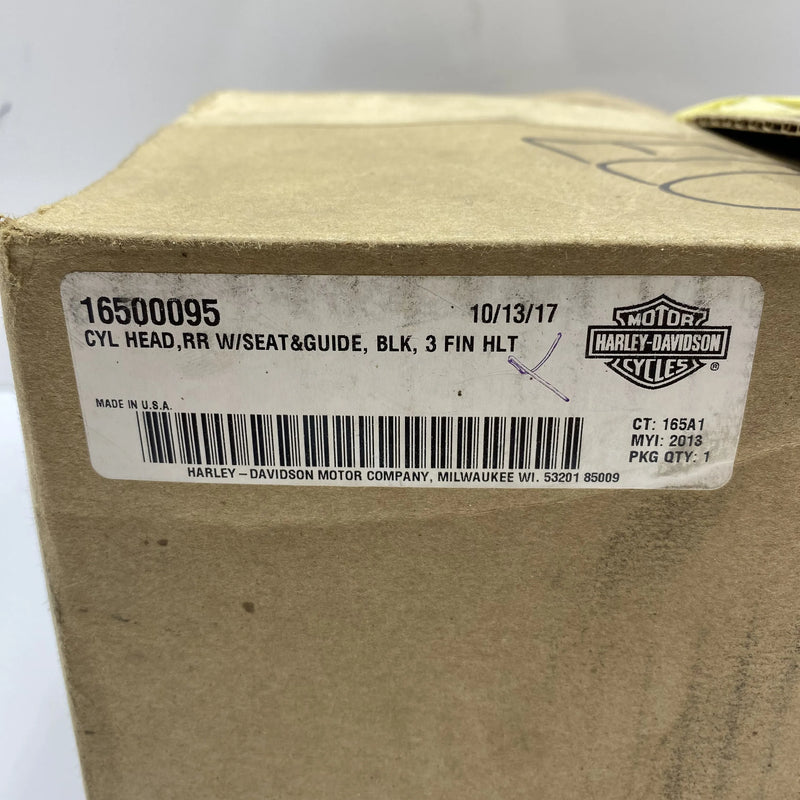 16500095 10/13/17
CYL HEAD,RR W/SEAT&GUIDE, BLK, 3 FIN HLT
MOTOR
HARLEY-DAVIDSON
CYCLES
®
MADE IN U.S.A.
CT: 165A1
MYI: 2013
PKG QTY: 1
HARLEY-DAVIDSON MOTOR COMPANY, MILWAUKEE WI. 53201 85009